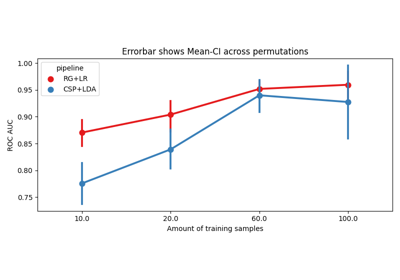 Errorbar shows Mean-CI across permutations
pipeline
RG+LR
CSP+LDA
ROC AUC
1.00
0.95
0.90
0.85
0.80
0.75
10.0 20.0 60.0 100.0
Amount of training samples